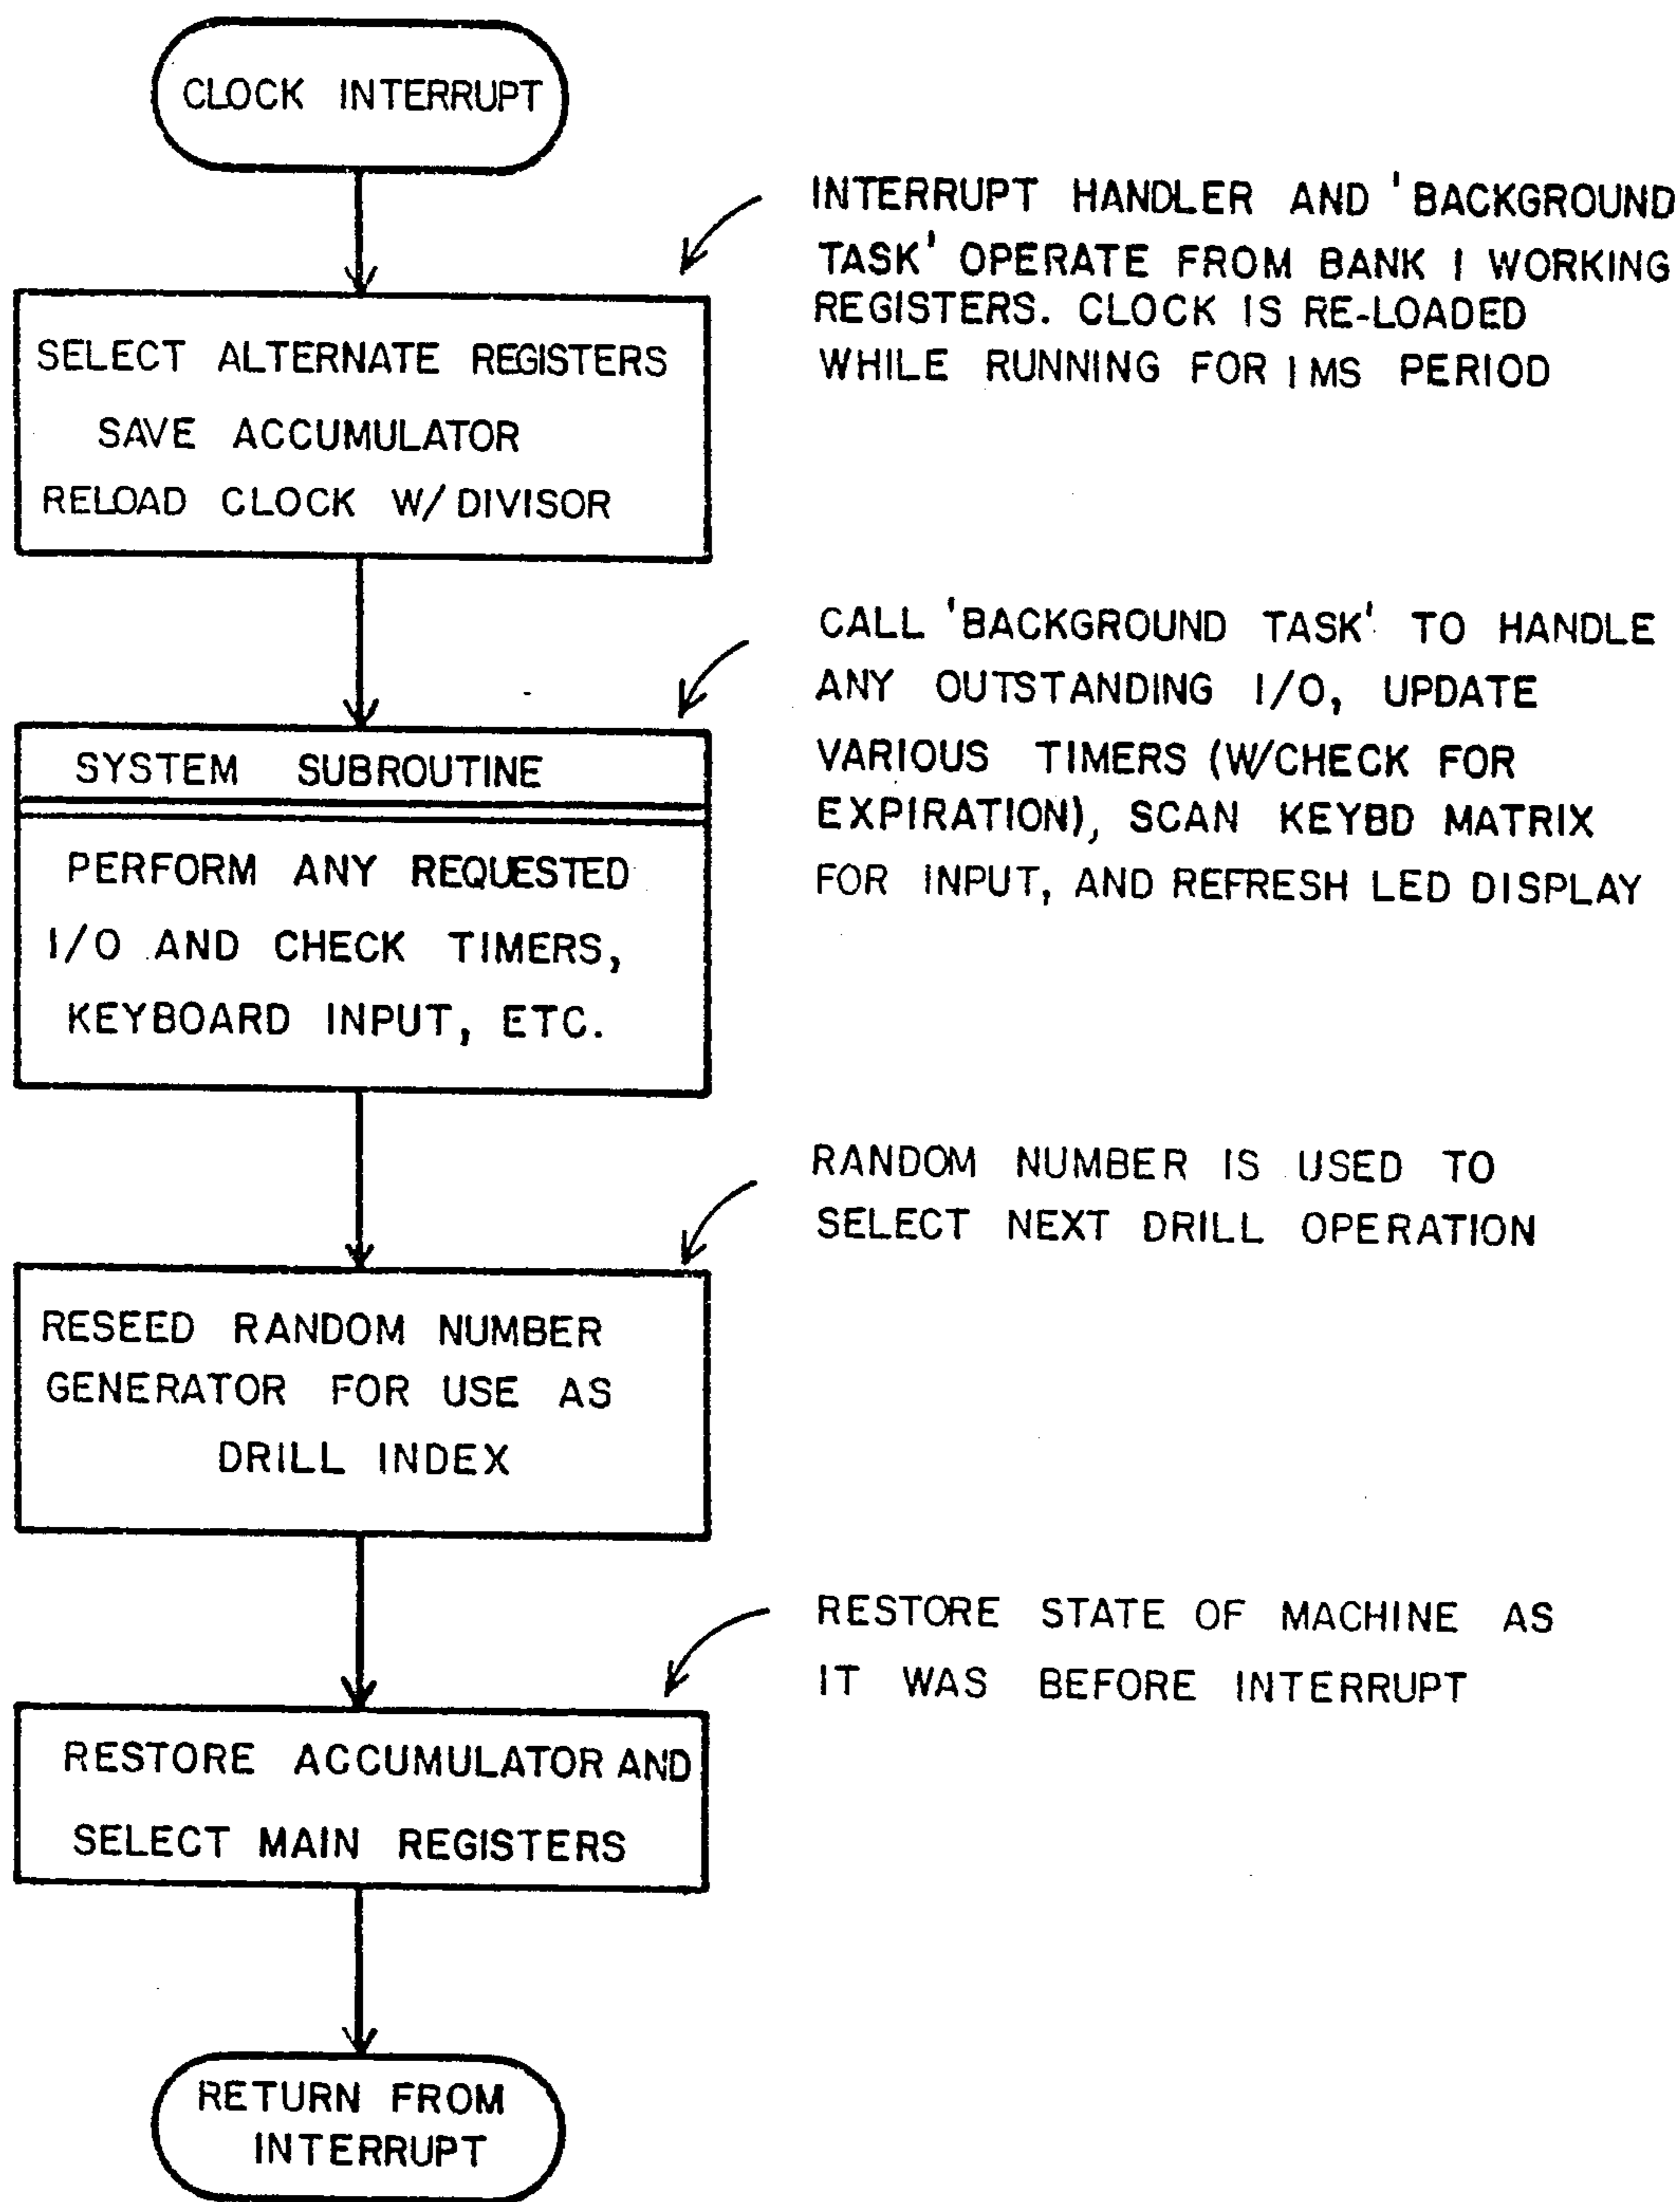 CLOCK INTERRUPT
INTERRUPT HANDLER AND 'BACKGROUND
TASK' OPERATE FROM BANK 1 WORKING
REGISTERS. CLOCK IS RE-LOADED
WHILE RUNNING FOR 1 MS PERIOD
SELECT ALTERNATE REGISTERS
SAVE ACCUMULATOR
RELOAD CLOCK W/ DIVISOR
CALL 'BACKGROUND TASK' TO HANDLE
ANY OUTSTANDING I/O, UPDATE
VARIOUS TIMERS (W/CHECK FOR
EXPIRATION), SCAN KEYBD MATRIX
FOR INPUT, AND REFRESH LED DISPLAY
SYSTEM SUBROUTINE
PERFORM ANY REQUESTED
I/O AND CHECK TIMERS,
KEYBOARD INPUT, ETC.
RANDOM NUMBER IS USED TO
SELECT NEXT DRILL OPERATION
RESEED RANDOM NUMBER
GENERATOR FOR USE AS
DRILL INDEX
RESTORE STATE OF MACHINE AS
IT WAS BEFORE INTERRUPT
RESTORE ACCUMULATOR AND
SELECT MAIN REGISTERS
RETURN FROM
INTERRUPT